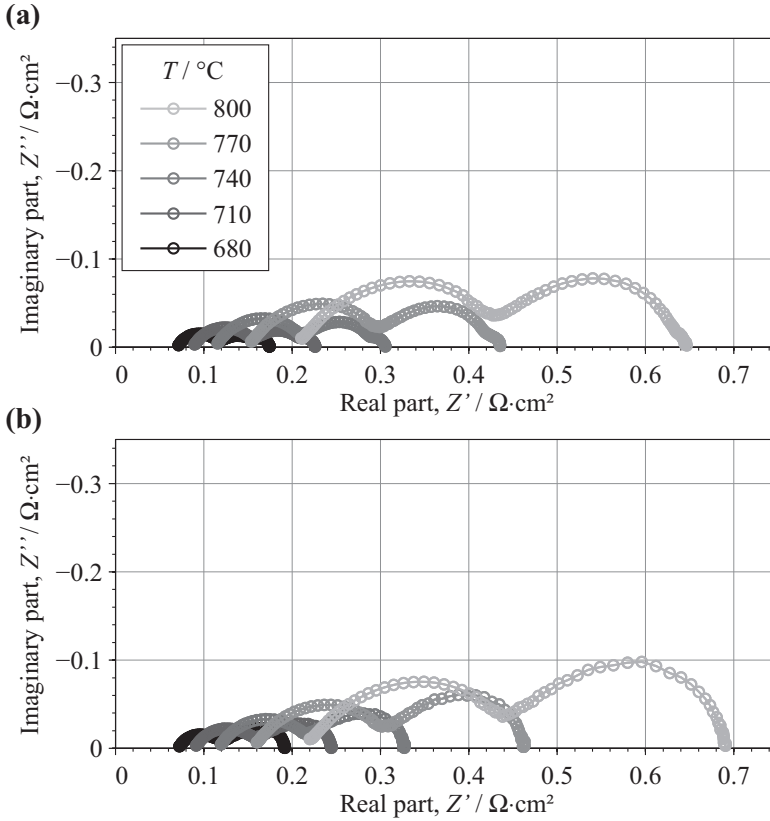 (a)
T / °C
800
770
740
710
680
Imaginary part, Z’’ / Ω·cm²
−0.3
−0.2
−0.1
0
0 0.1 0.2 0.3 0.4 0.5 0.6 0.7
Real part, Z’ / Ω·cm²
(b)
Imaginary part, Z’’ / Ω·cm²
−0.3
−0.2
−0.1
0
0 0.1 0.2 0.3 0.4 0.5 0.6 0.7
Real part, Z’ / Ω·cm²